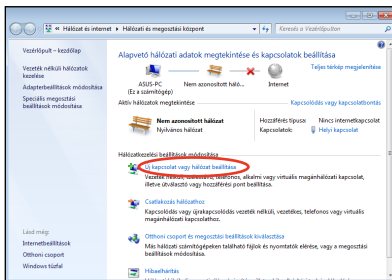 Hálózat és internet ▸ Hálózati és megosztási központ
Keresés a Vezérlőpulton
Vezérlőpult – kezdőlap
Vezeték nélküli hálózatok
kezelése
Adapterbeállítások módosítása
Speciális megosztási
beállítások módosítása
Alapvető hálózati adatok megtekintése és kapcsolatok beállítása
Teljes térkép megjelenítése
ASUS-PC
(Ez a számítógép)
Nem azonosított háló...
Internet
Aktív hálózatok megtekintése
Kapcsolódás vagy kapcsolatbontás
Nem azonosított hálózat
Nyilvános hálózat
Hozzáférés típusa: Nincs internetkapcsolat
Kapcsolatok: Helyi kapcsolat
Hálózatkezelési beállítások módosítása
Új kapcsolat vagy hálózat beállítása
Vezeték nélküli, szélessávú, telefonos, alkalmi vagy virtuális magánhálózati kapcsolat,
illetve útválasztó vagy hozzáférési pont beállítása.
Csatlakozás hálózathoz
Kapcsolódás vagy újrakapcsolódás vezeték nélküli, vezetékes, telefonos vagy virtuális
magánhálózati kapcsolathoz.
Otthoni csoport és megosztási beállítások kiválasztása
Más hálózati számítógépeken található fájlok és nyomtatók elérése, vagy a megosztási
beállítások módosítása.
Hibaelhárítás
Lásd még:
Internetbeállítások
Otthoni csoport
Windows tűzfal